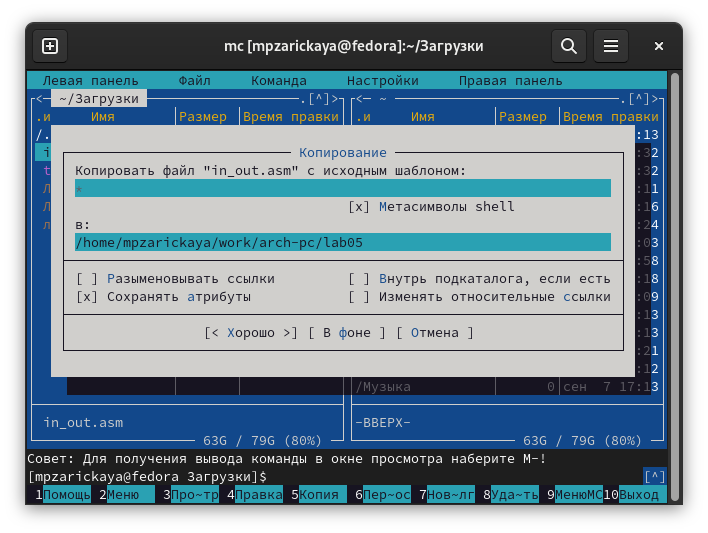 mc [mpzarickaya@fedora]:~/Загрузки
Левая панель Файл Команда Настройки Правая панель
<─ ~/Загрузки .[^]> <─ ~ .[^]>
.и Имя Размер Время правки .и Имя Размер Время правки
/. :13
i :32
t :32
Л :11
Копирование
Копировать файл "in_out.asm" с исходным шаблоном:
*
[x] Метасимволы shell :16
в: :24
/home/mpzarickaya/work/arch-pc/lab05 :03
:58
[ ] Разыменовывать ссылки [ ] Внутрь подкаталога, если есть :18
[x] Сохранять атрибуты [ ] Изменять относительные ссылки :09
:13
[< Хорошо >] [ В фоне ] [ Отмена ] :13
:21
:12
/Музыка 0 сен 7 17:13
in_out.asm -ВВЕРХ-
63G / 79G (80%) 63G / 79G (80%)
Совет: Для получения вывода команды в окне просмотра наберите M-!
[mpzarickaya@fedora Загрузки]$ [^]
1Помощь 2Меню 3Про~тр 4Правка 5Копия 6Пер~ос 7Нов~лг 8Уда~ть 9МенюMC 10Выход